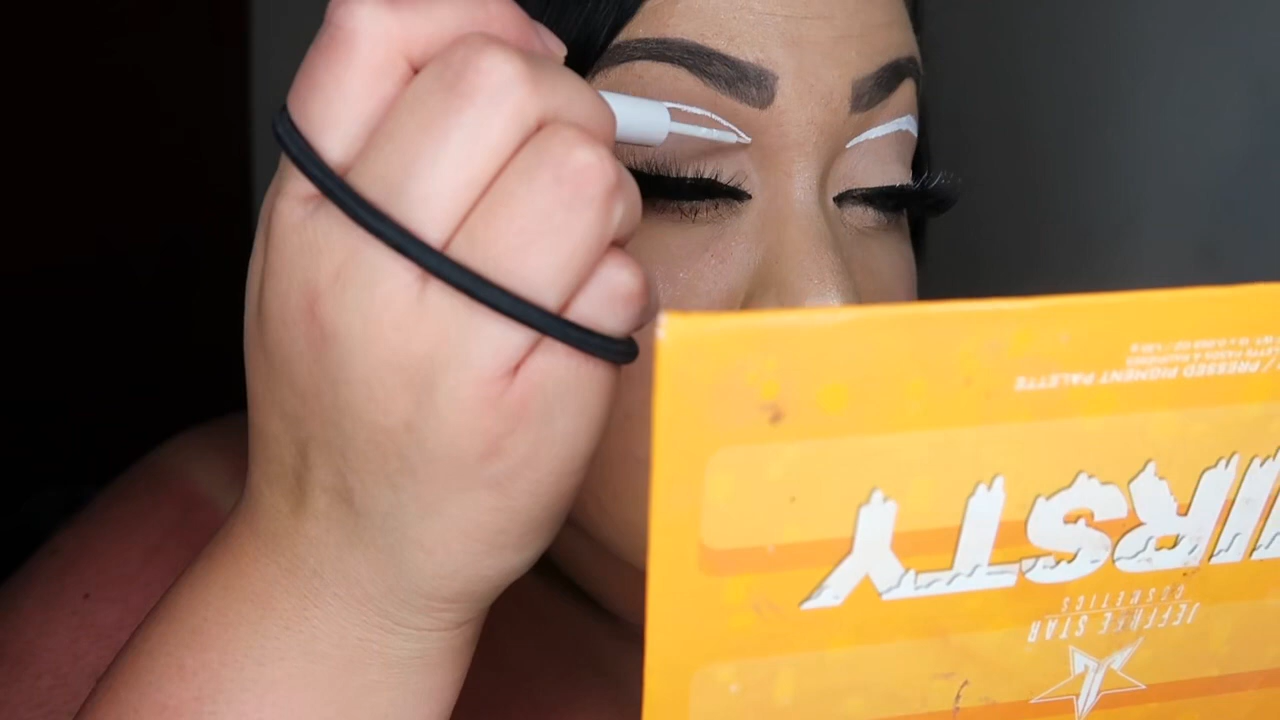 JEFFREE STAR
COSMETICS
IRSTY
/ PRESSED PIGMENT PALETTE